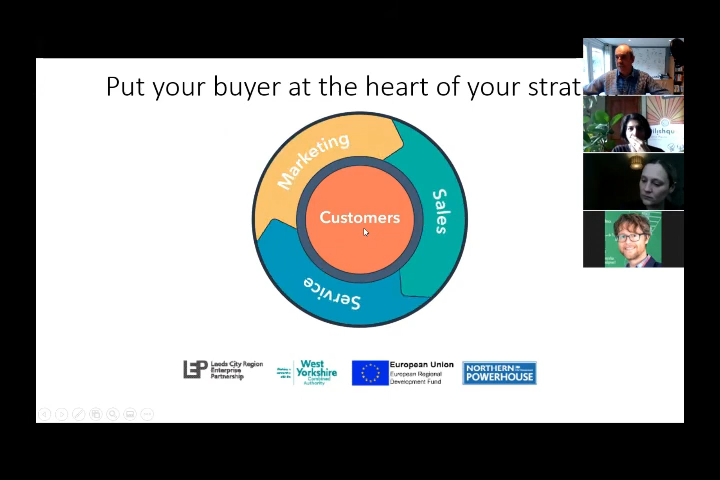 Put your buyer at the heart of your strat
Marketing
Sales
Customers
Service
LEP
Leeds City Region
Enterprise
Partnership
West
Yorkshire
Combined
Authority
European Union
European Regional
Development Fund
NORTHERN
POWERHOUSE